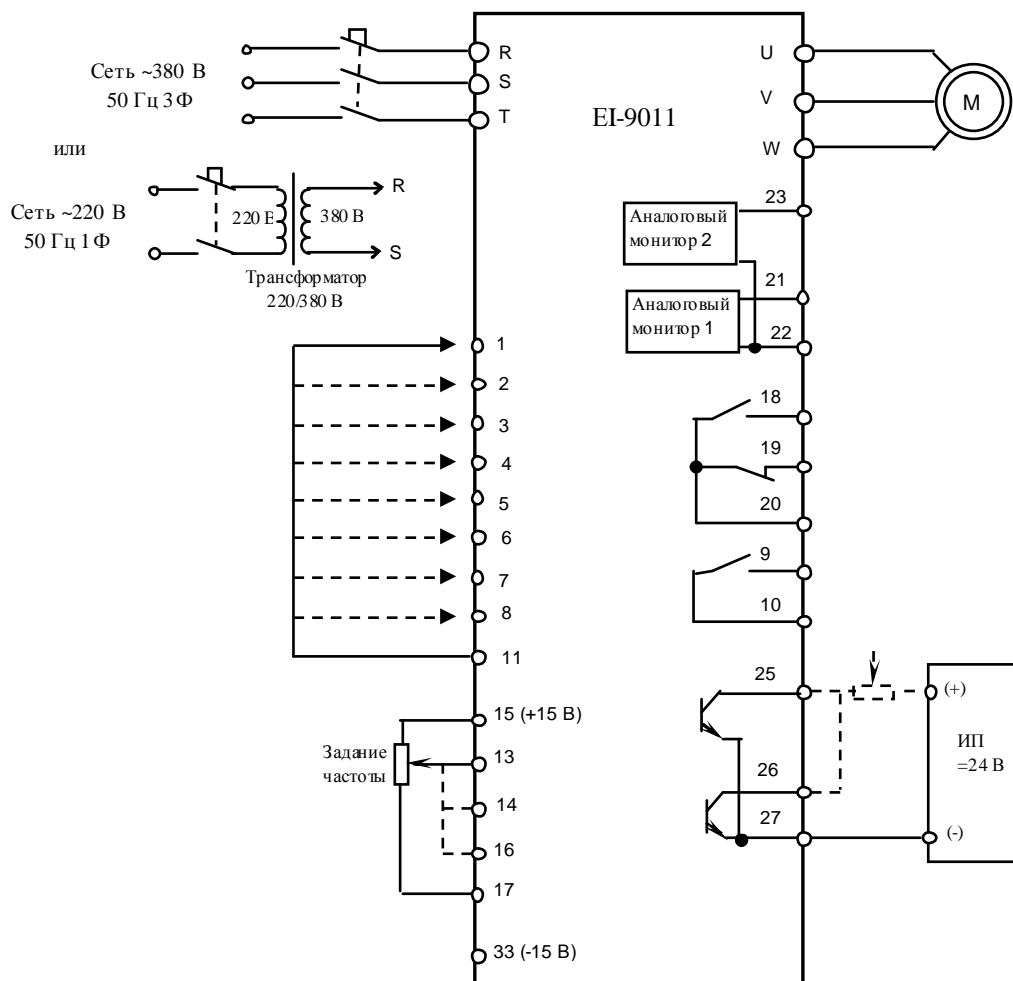 Сеть ~380 В
50 Гц 3Ф
или
Сеть ~220 В
50 Гц 1Ф
220 В
380 В
R
S
Трансформатор
220/380 В
R
S
T
EI-9011
U
V
W
M
23
Аналоговый
монитор 2
21
Аналоговый
монитор 1
22
1
2
3
4
5
6
7
8
11
18
19
20
9
10
25
(+)
ИП
=24 В
26
27
(-)
15 (+15 В)
Задание
частоты
13
14
16
17
33 (-15 В)